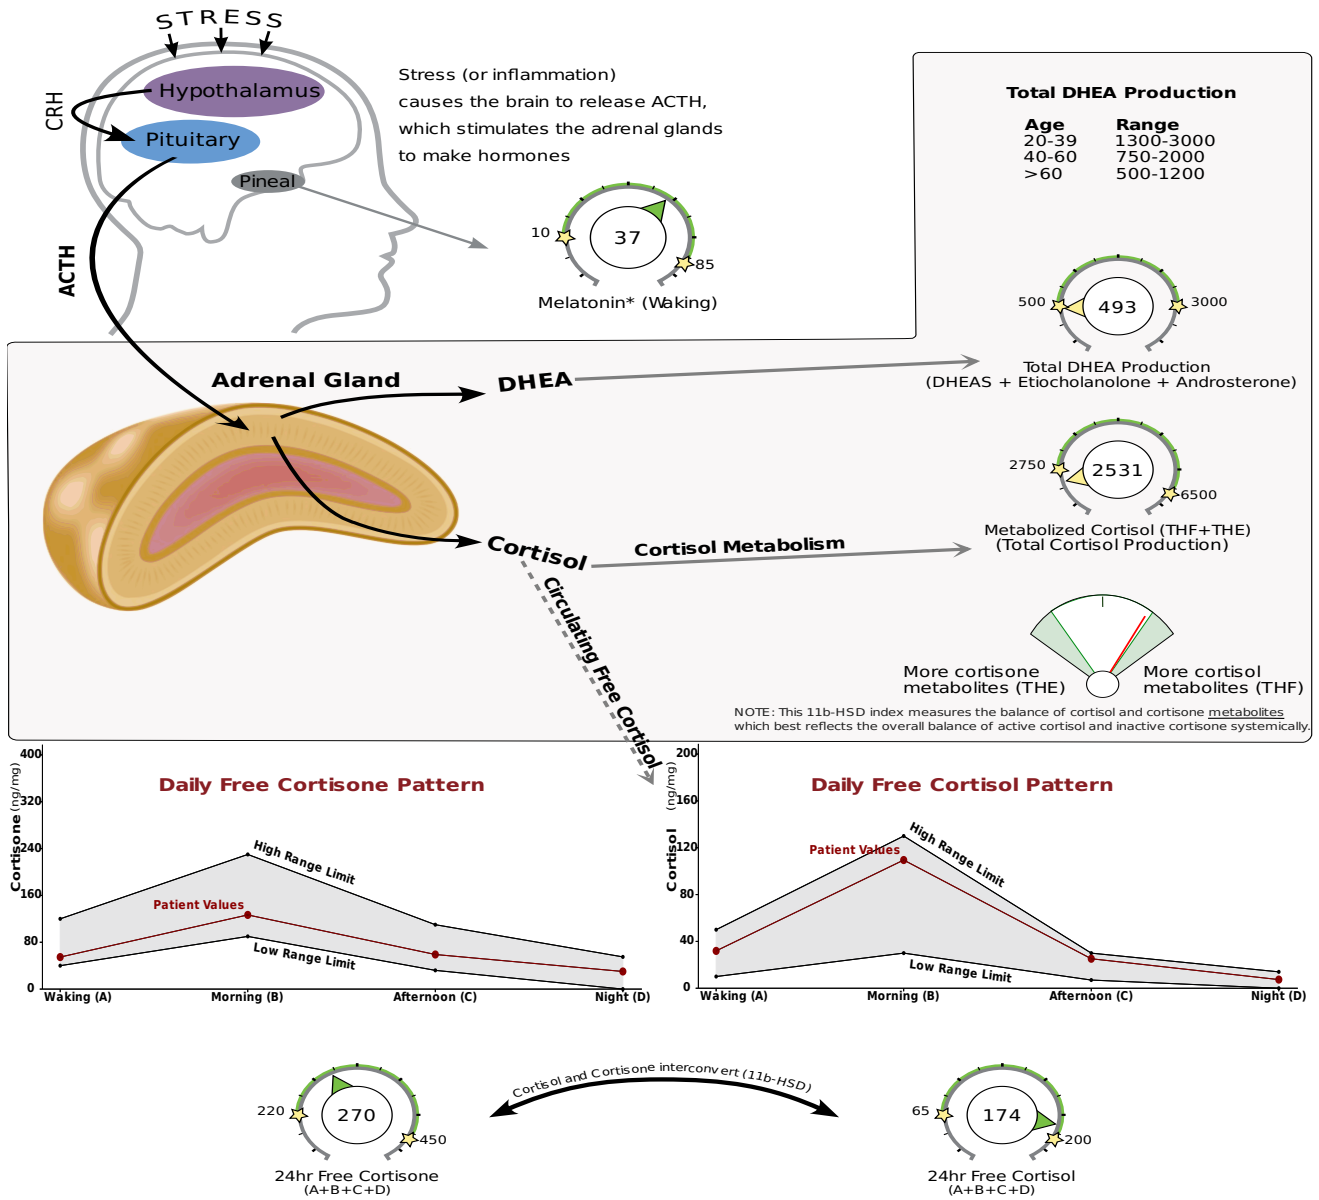 STRESS
Hypothalamus
CRH
Pituitary
Pineal
ACTH
Stress (or inflammation)
causes the brain to release ACTH,
which stimulates the adrenal glands
to make hormones
10
37
85
Melatonin* (Waking)
Total DHEA Production
Age Range
20-39 1300-3000
40-60 750-2000
>60 500-1200
500
493
3000
Total DHEA Production
(DHEAS + Etiocholanolone + Androsterone)
Adrenal Gland
DHEA
2750
2531
6500
Metabolized Cortisol (THF+THE)
(Total Cortisol Production)
Cortisol
Cortisol Metabolism
Circulating Free Cortisol
More cortisone
metabolites (THE)
More cortisol
metabolites (THF)
NOTE: This 11b-HSD index measures the balance of cortisol and cortisone metabolites
which best reflects the overall balance of active cortisol and inactive cortisone systemically.
Daily Free Cortisone Pattern
Cortisone (ng/mg)
400
320
240
160
80
0
High Range Limit
Patient Values
Low Range Limit
Waking (A)
Morning (B)
Afternoon (C)
Night (D)
Daily Free Cortisol Pattern
Cortisol (ng/mg)
200
160
120
80
40
0
High Range Limit
Patient Values
Low Range Limit
Waking (A)
Morning (B)
Afternoon (C)
Night (D)
220
270
450
24hr Free Cortisone
(A+B+C+D)
Cortisol and Cortisone interconvert (11b-HSD)
65
174
200
24hr Free Cortisol
(A+B+C+D)